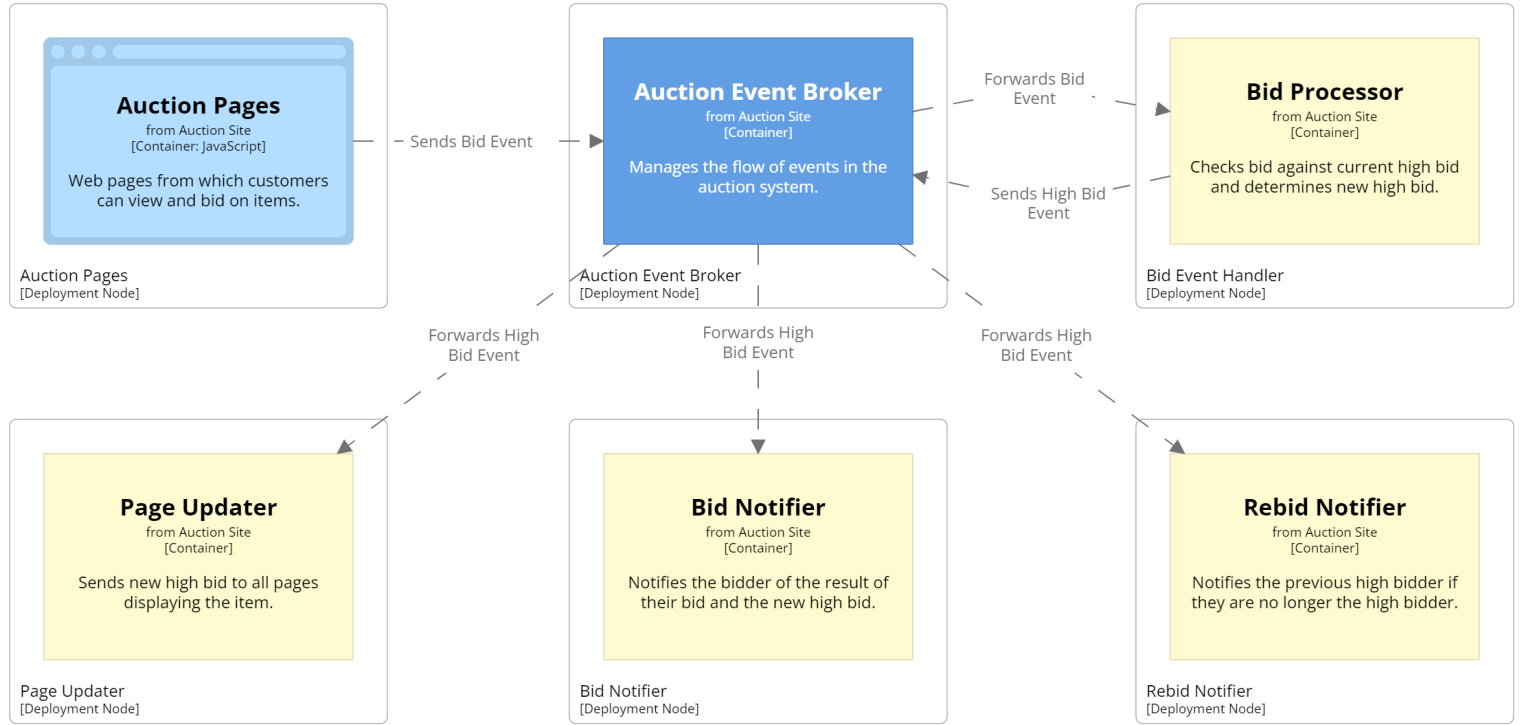 Auction Pages
from Auction Site
[Container: JavaScript]
Web pages from which customers
can view and bid on items.
Auction Pages
[Deployment Node]
Sends Bid Event
Auction Event Broker
from Auction Site
[Container]
Manages the flow of events in the
auction system.
Auction Event Broker
[Deployment Node]
Forwards Bid
Event
Sends High Bid
Event
Bid Processor
from Auction Site
[Container]
Checks bid against current high bid
and determines new high bid.
Bid Event Handler
[Deployment Node]
Forwards High
Bid Event
Forwards High
Bid Event
Forwards High
Bid Event
Page Updater
from Auction Site
[Container]
Sends new high bid to all pages
displaying the item.
Page Updater
[Deployment Node]
Bid Notifier
from Auction Site
[Container]
Notifies the bidder of the result of
their bid and the new high bid.
Bid Notifier
[Deployment Node]
Rebid Notifier
from Auction Site
[Container]
Notifies the previous high bidder if
they are no longer the high bidder.
Rebid Notifier
[Deployment Node]